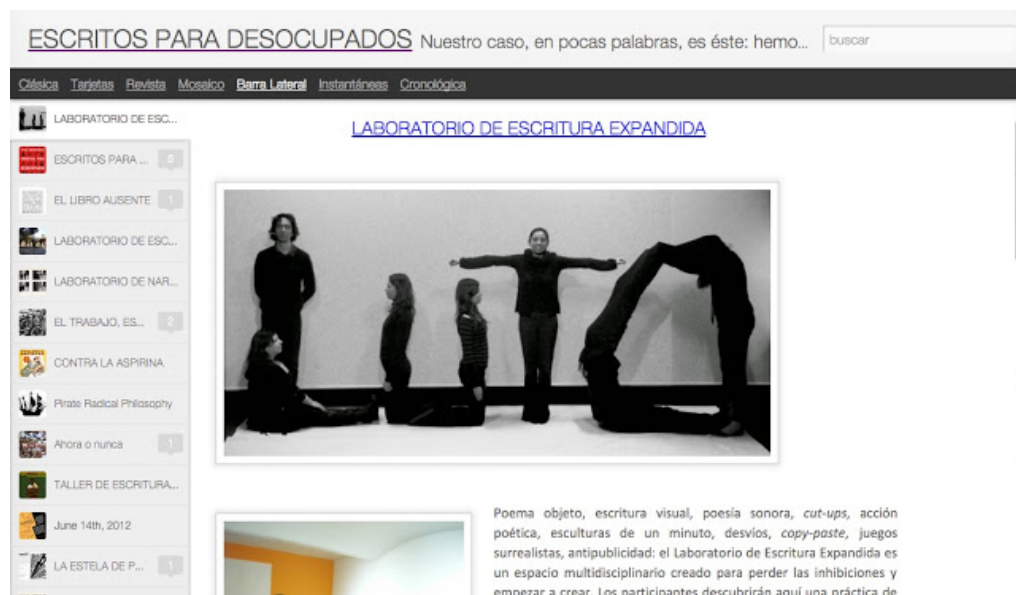 ESCRITOS PARA DESOCUPADOS Nuestro caso, en pocas palabras, es éste: hemo...
buscar
Clásica Tarjetas Revista Mosaico Barra Lateral Instantáneas Cronológica
LABORATORIO DE ESC...
ESCRITOS PARA ... 5
EL LIBRO AUSENTE 1
LABORATORIO DE ESC...
LABORATORIO DE NAR...
EL TRABAJO, ES... 2
CONTRA LA ASPIRINA
Pirate Radical Philosophy
Ahora o nunca 1
TALLER DE ESCRITURA...
June 14th, 2012
LA ESTELA DE P... 1
LABORATORIO DE ESCRITURA EXPANDIDA
Poema objeto, escritura visual, poesía sonora, cut-ups, acción
poética, esculturas de un minuto, desvíos, copy-paste, juegos
surrealistas, antipublicidad: el Laboratorio de Escritura Expandida es
un espacio multidisciplinario creado para perder las inhibiciones y
empezar a crear. Los participantes descubrirán aquí una práctica de